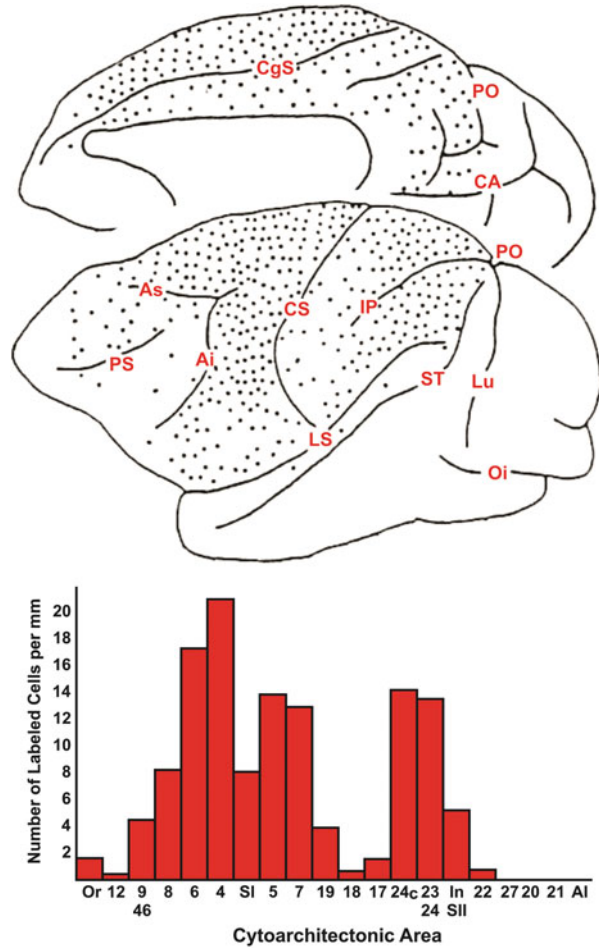 CgS
PO
CA
PO
As
CS
IP
PS
Ai
ST
Lu
LS
Oi
Number of Labeled Cells per mm
20
18
16
14
12
10
8
6
4
2
Or 12 9 8 6 4 SI 5 7 19 18 17 24c 23 In 22 27 20 21 AI
46 24 SII
Cytoarchitectonic Area